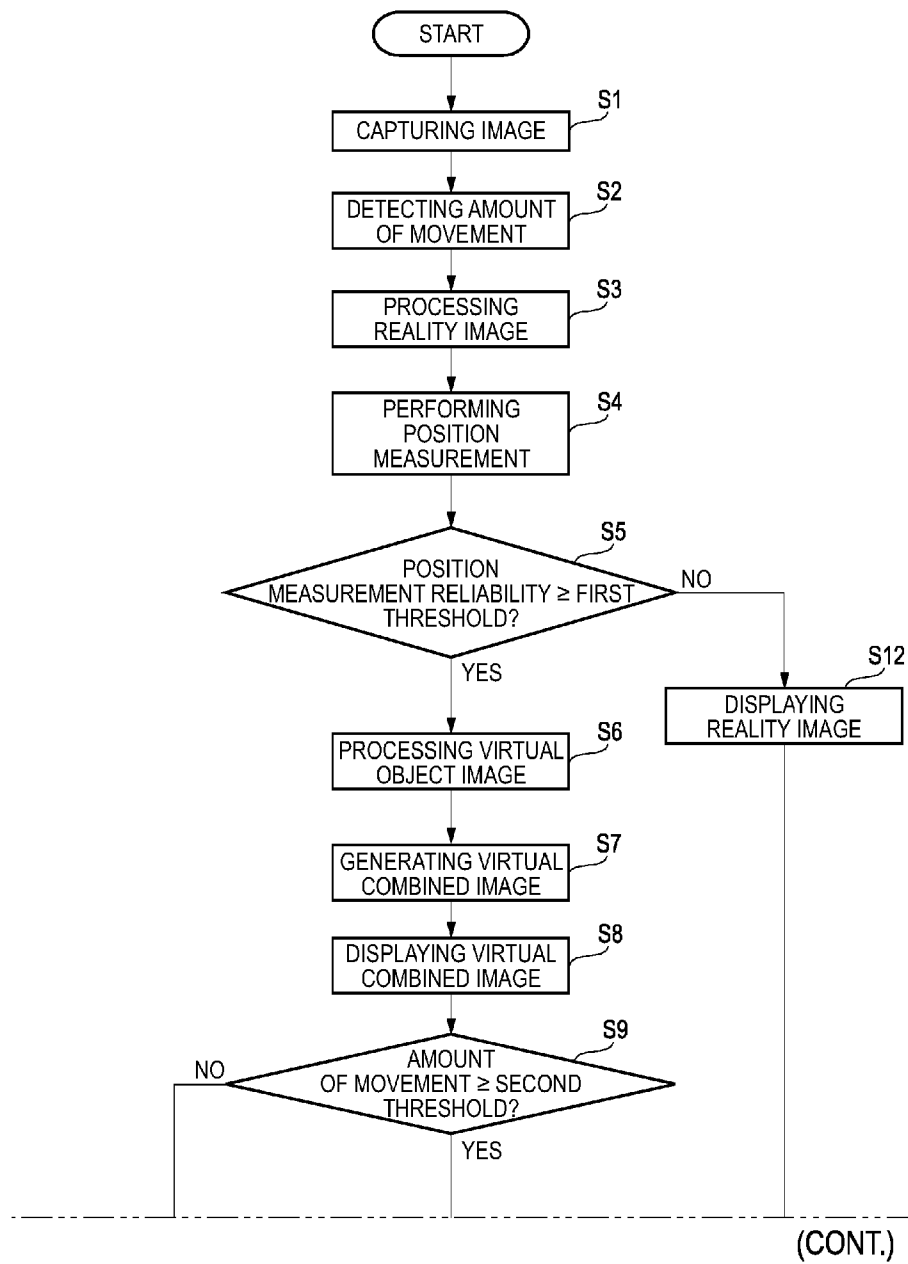 START
S1
CAPTURING IMAGE
S2
DETECTING AMOUNT
OF MOVEMENT
S3
PROCESSING
REALITY IMAGE
S4
PERFORMING
POSITION
MEASUREMENT
S5
POSITION
MEASUREMENT RELIABILITY ≥ FIRST
THRESHOLD?
NO
YES
S12
DISPLAYING
REALITY IMAGE
S6
PROCESSING VIRTUAL
OBJECT IMAGE
S7
GENERATING VIRTUAL
COMBINED IMAGE
S8
DISPLAYING VIRTUAL
COMBINED IMAGE
S9
AMOUNT
OF MOVEMENT ≥ SECOND
THRESHOLD?
NO
YES
(CONT.)